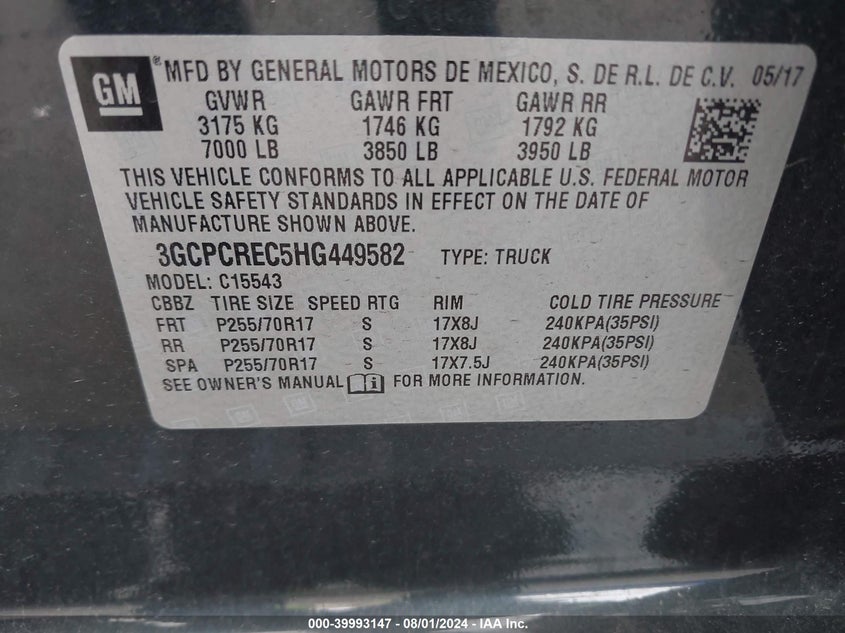 GM ® MFD BY GENERAL MOTORS DE MEXICO, S. DE R.L. DE C.V. 05/17
GVWR GAWR FRT GAWR RR
3175 KG 1746 KG 1792 KG
7000 LB 3850 LB 3950 LB
THIS VEHICLE CONFORMS TO ALL APPLICABLE U.S. FEDERAL MOTOR
VEHICLE SAFETY STANDARDS IN EFFECT ON THE DATE OF
MANUFACTURE SHOWN ABOVE.
3GCPCREC5HG449582 TYPE: TRUCK
MODEL: C15543
CBBZ TIRE SIZE SPEED RTG RIM COLD TIRE PRESSURE
FRT P255/70R17 S 17X8J 240KPA(35PSI)
RR P255/70R17 S 17X8J 240KPA(35PSI)
SPA P255/70R17 S 17X7.5J 240KPA(35PSI)
SEE OWNER'S MANUAL FOR MORE INFORMATION.
000-39993147 - 08/01/2024 - IAA Inc.